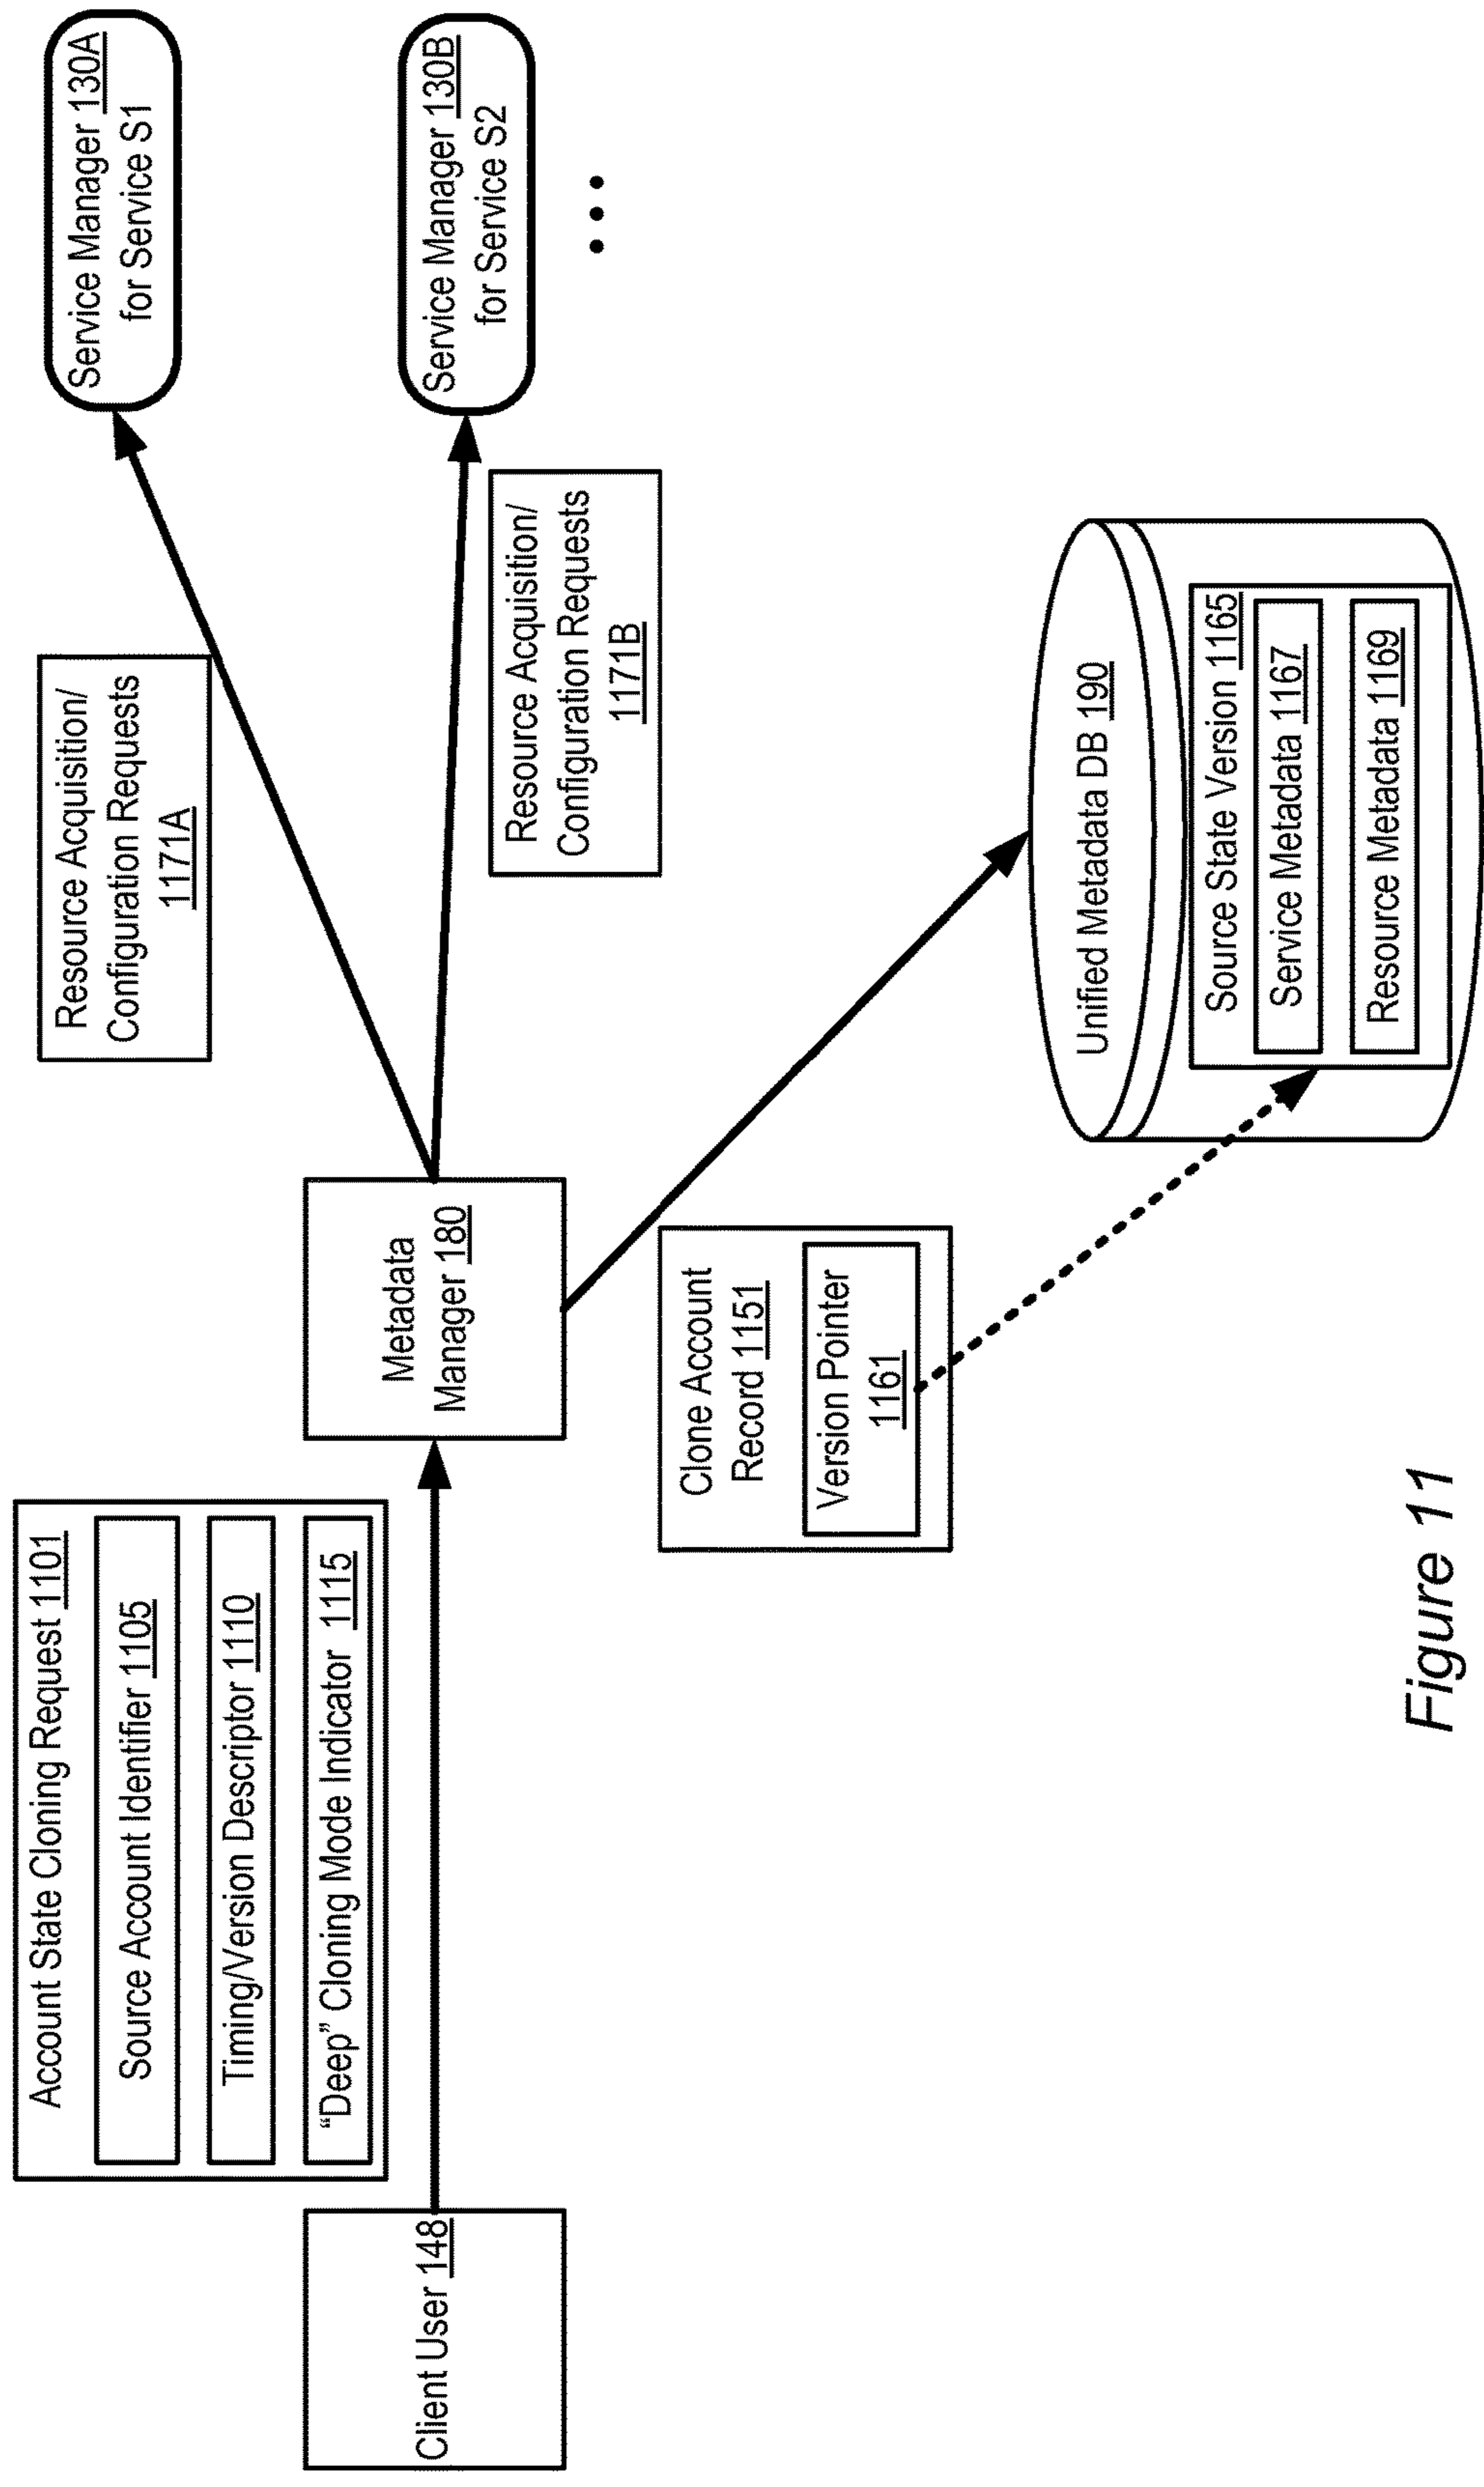 Account State Cloning Request 1101
Source Account Identifier 1105
Timing/Version Descriptor 1110
“Deep” Cloning Mode Indicator 1115
Client User 148
Metadata
Manager 180
Resource Acquisition/
Configuration Requests
1171A
Service Manager 130A
for Service S1
Resource Acquisition/
Configuration Requests
1171B
Service Manager 130B
for Service S2
...
Clone Account
Record 1151
Version Pointer
1161
Unified Metadata DB 190
Source State Version 1165
Service Metadata 1167
Resource Metadata 1169
Figure 11